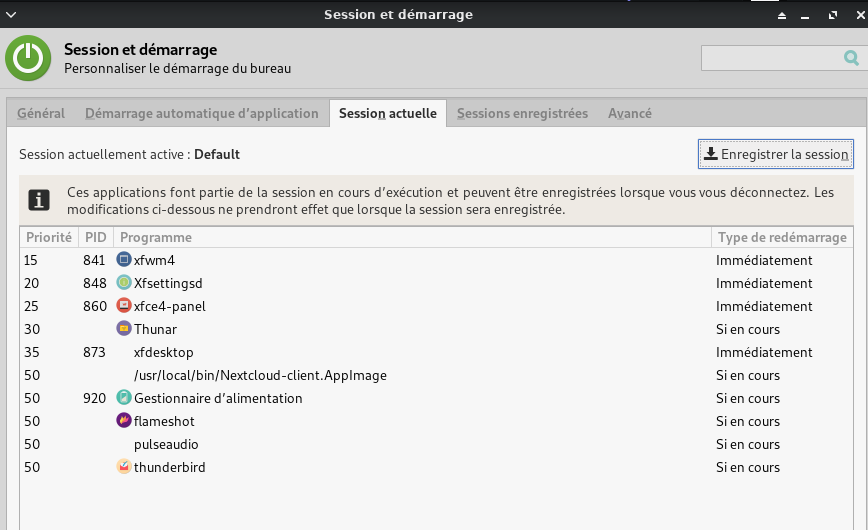 Session et démarrage
Session et démarrage
Personnaliser le démarrage du bureau
Général Démarrage automatique d'application Session actuelle Sessions enregistrées Avancé
Session actuellement active : Default Enregistrer la session
Ces applications font partie de la session en cours d'exécution et peuvent être enregistrées lorsque vous vous déconnectez. Les
modifications ci-dessous ne prendront effet que lorsque la session sera enregistrée.
Priorité PID Programme Type de redémarrage
15 841 xfwm4 Immédiatement
20 848 Xfsettingsd Immédiatement
25 860 xfce4-panel Immédiatement
30 Thunar Si en cours
35 873 xfdesktop Immédiatement
50 /usr/local/bin/Nextcloud-client.AppImage Si en cours
50 920 Gestionnaire d'alimentation Si en cours
50 flameshot Si en cours
50 pulseaudio Si en cours
50 thunderbird Si en cours